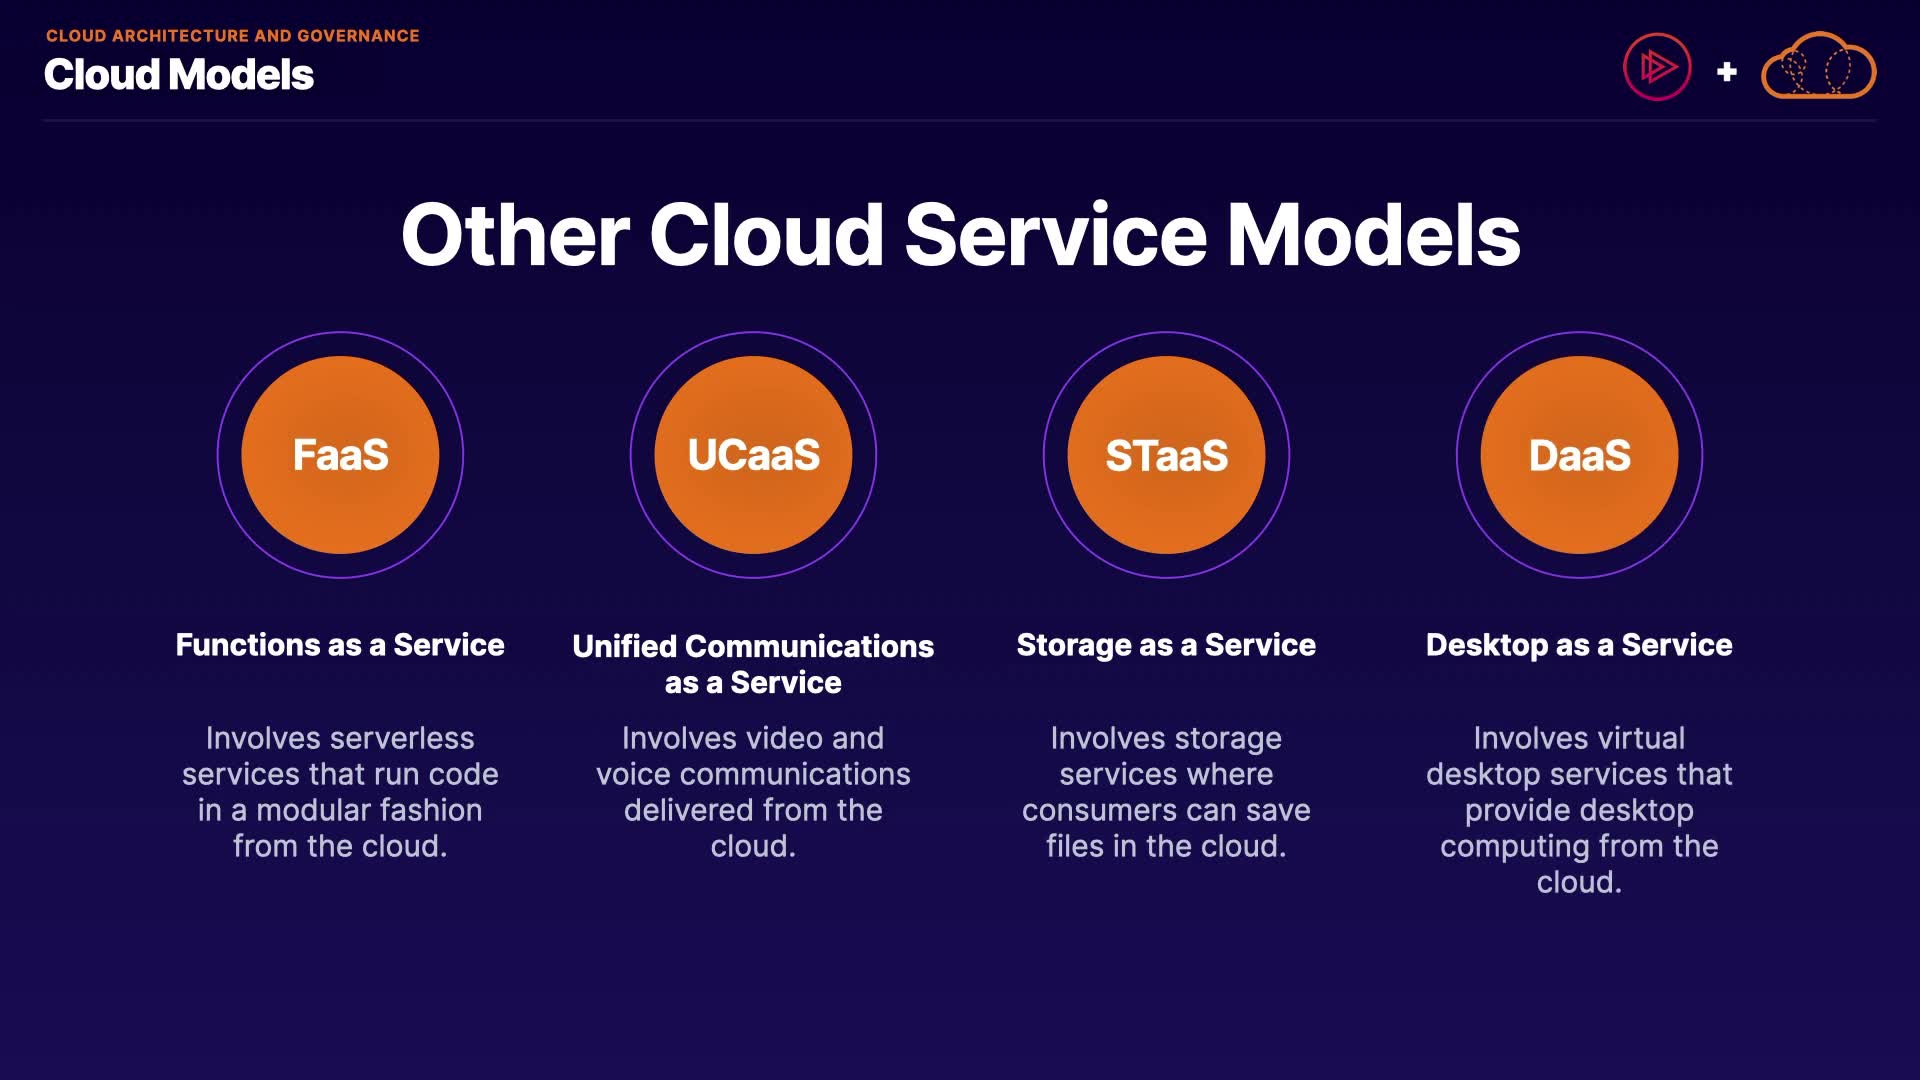 CLOUD ARCHITECTURE AND GOVERNANCE
Cloud Models
Other Cloud Service Models
FaaS
UCaaS
STaaS
DaaS
Functions as a Service
Unified Communications
as a Service
Storage as a Service
Desktop as a Service
Involves serverless
services that run code
in a modular fashion
from the cloud.
Involves video and
voice communications
delivered from the
cloud.
Involves storage
services where
consumers can save
files in the cloud.
Involves virtual
desktop services that
provide desktop
computing from the
cloud.